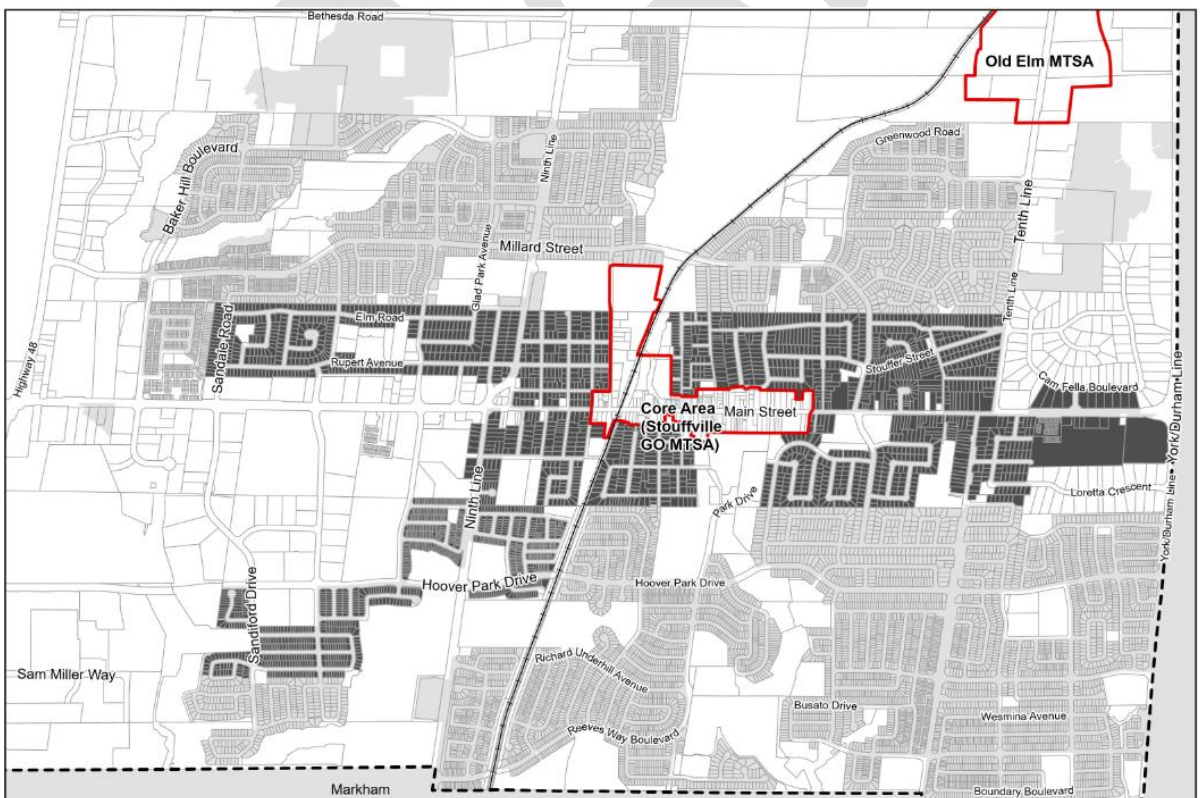 Bethesda Road
Old Elm MTSA
Greenwood Road
Baker Hill Boulevard
Ninth Line
Tenth Line
Millard Street
Glad Park Avenue
Tenth Line
Elm Road
Sandale Road
Highway 48
Rupert Avenue
Stouffer Street
Cam Fella Boulevard
York/Durham Line
Core Area
(Stouffville
GO MTSA)
Main Street
Loretta Crescent
Park Drive
Ninth Line
York/Durham Line
Hoover Park Drive
Hoover Park Drive
Sandiford Drive
Sam Miller Way
Richard Underhill Avenue
Busato Drive
Wesmina Avenue
Reeves Way Boulevard
Markham
Boundary Boulevard